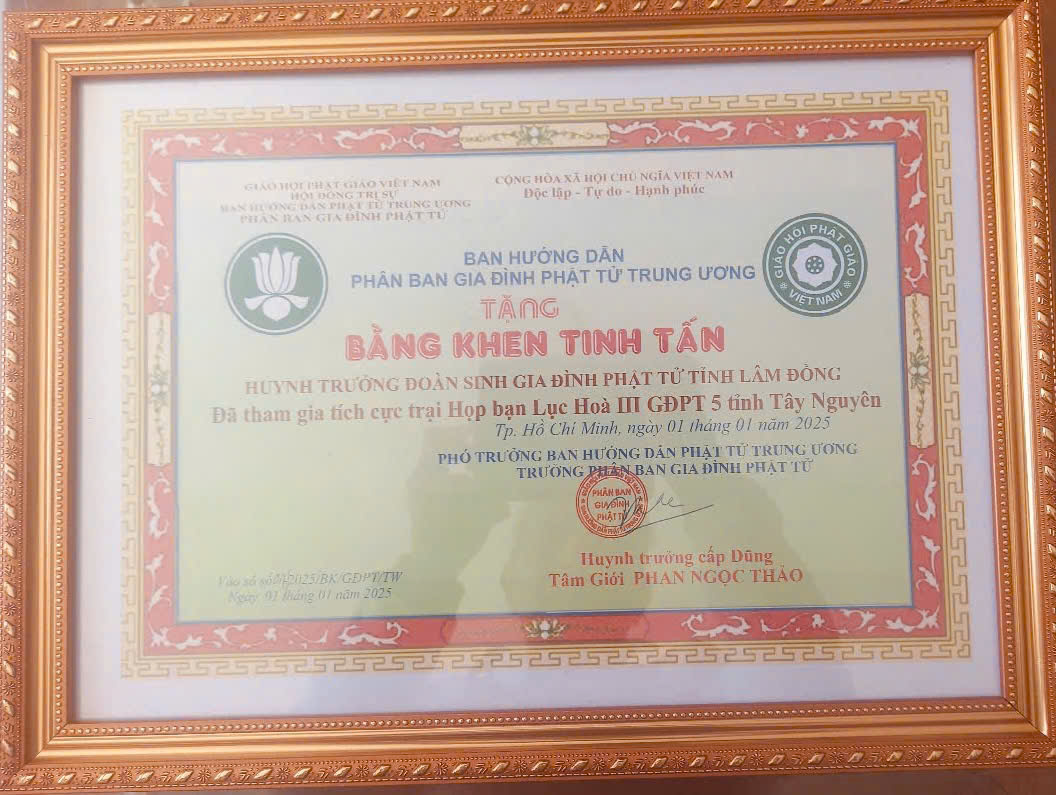 GIÁO HỘI PHẬT GIÁO VIỆT NAM
HỘI ĐỒNG TRỊ SỰ
BAN HƯỚNG DẪN PHẬT TỬ TRUNG ƯƠNG
PHÂN BAN GIA ĐÌNH PHẬT TỬ
CỘNG HÒA XÃ HỘI CHỦ NGHĨA VIỆT NAM
Độc lập - Tự do - Hạnh phúc
GIÁO HỘI PHẬT GIÁO
VIỆT NAM
BAN HƯỚNG DẪN
PHÂN BAN GIA ĐÌNH PHẬT TỬ TRUNG ƯƠNG
TẶNG
BẰNG KHEN TINH TẤN
HUYNH TRƯỞNG ĐOÀN SINH GIA ĐÌNH PHẬT TỬ TỈNH LÂM ĐỒNG
Đã tham gia tích cực trại Họp bạn Lục Hoà III GĐPT 5 tỉnh Tây Nguyên
Tp. Hồ Chí Minh, ngày 01 tháng 01 năm 2025
PHÓ TRƯỞNG BAN HƯỚNG DẪN PHẬT TỬ TRUNG ƯƠNG
TRƯỞNG PHÂN BAN GIA ĐÌNH PHẬT TỬ
PHÂN BAN
GIA ĐÌNH
PHẬT TỬ
Huynh trưởng cấp Dũng
Tâm Giới PHAN NGỌC THẢO
Vào sổ số 2025/BK/GĐPT/TW
Ngày 01 tháng 01 năm 2025